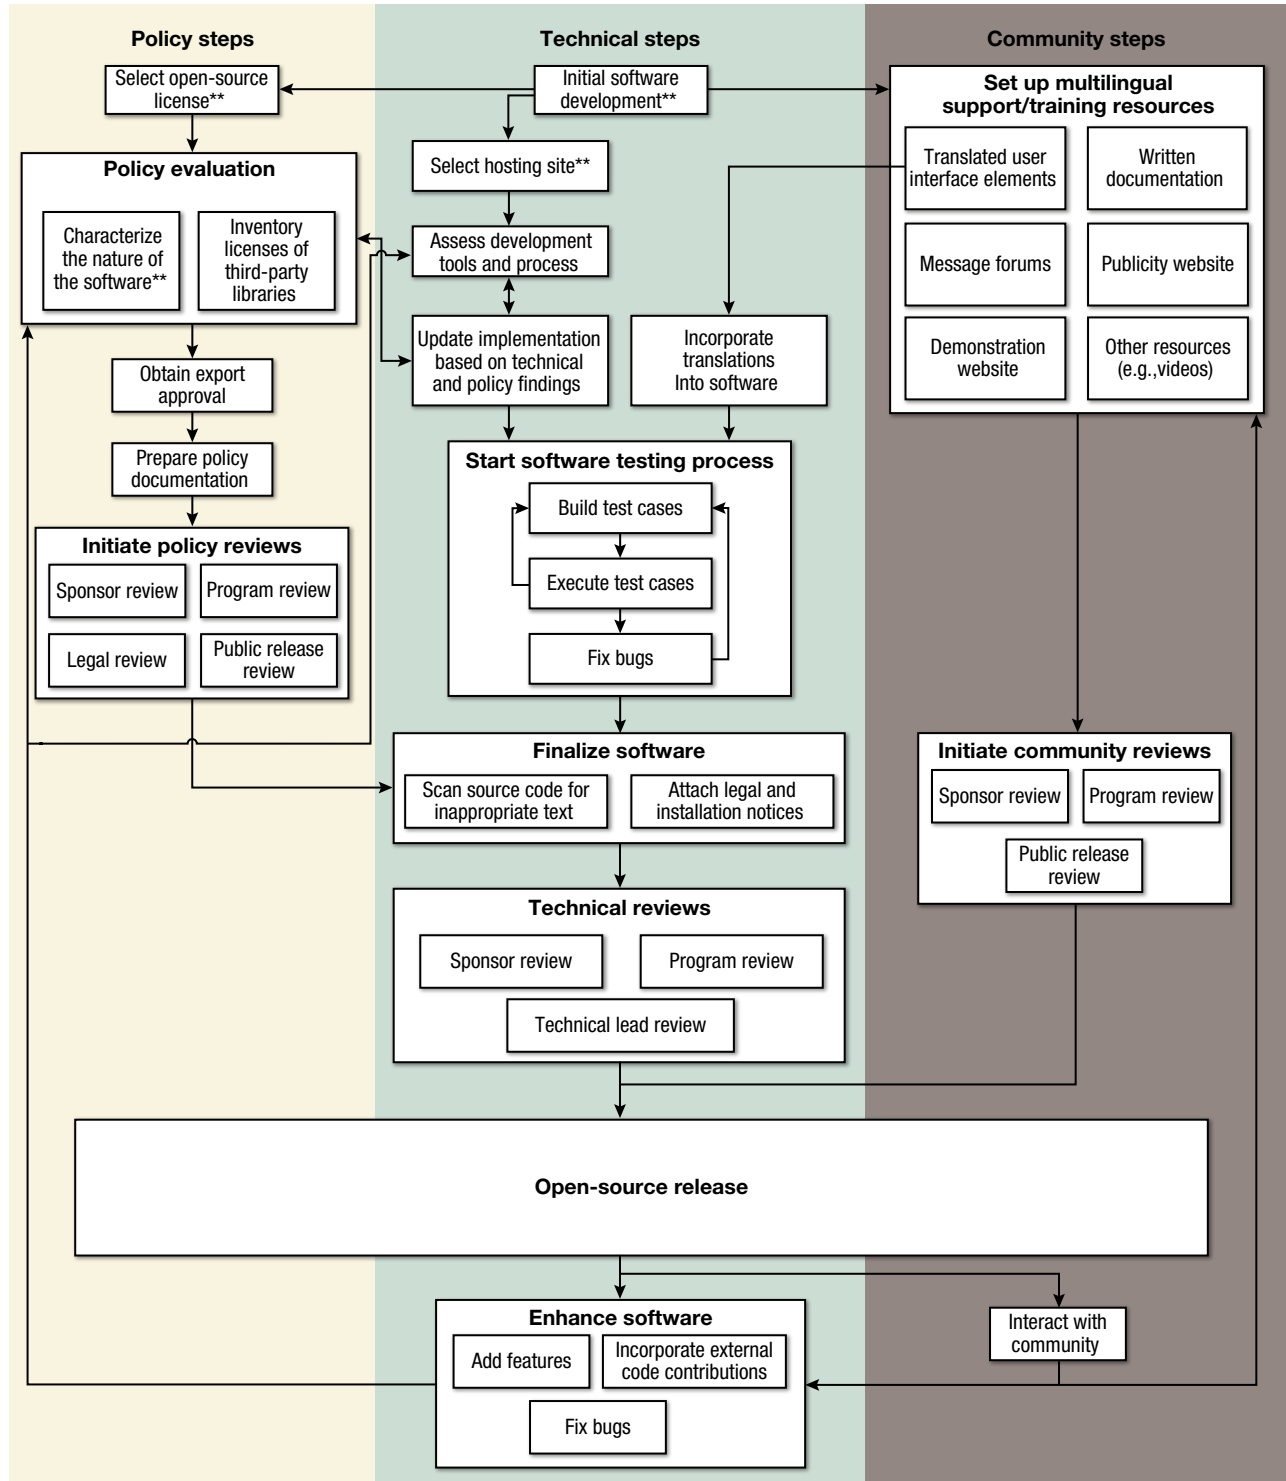 Policy steps
Technical steps
Community steps
Select open-source
license**
Initial software
development**
Set up multilingual
support/training resources
Translated user
interface elements
Written
documentation
Message forums
Publicity website
Demonstration
website
Other resources
(e.g.,videos)
Policy evaluation
Characterize
the nature of
the software**
Inventory
licenses of
third-party
libraries
Select hosting site**
Assess development
tools and process
Update implementation
based on technical
and policy findings
Incorporate
translations
Into software
Obtain export
approval
Prepare policy
documentation
Initiate policy reviews
Sponsor review
Program review
Legal review
Public release
review
Start software testing process
Build test cases
Execute test cases
Fix bugs
Finalize software
Scan source code for
inappropriate text
Attach legal and
installation notices
Initiate community reviews
Sponsor review
Program review
Public release
review
Technical reviews
Sponsor review
Program review
Technical lead review
Open-source release
Enhance software
Add features
Incorporate external
code contributions
Fix bugs
Interact with
community